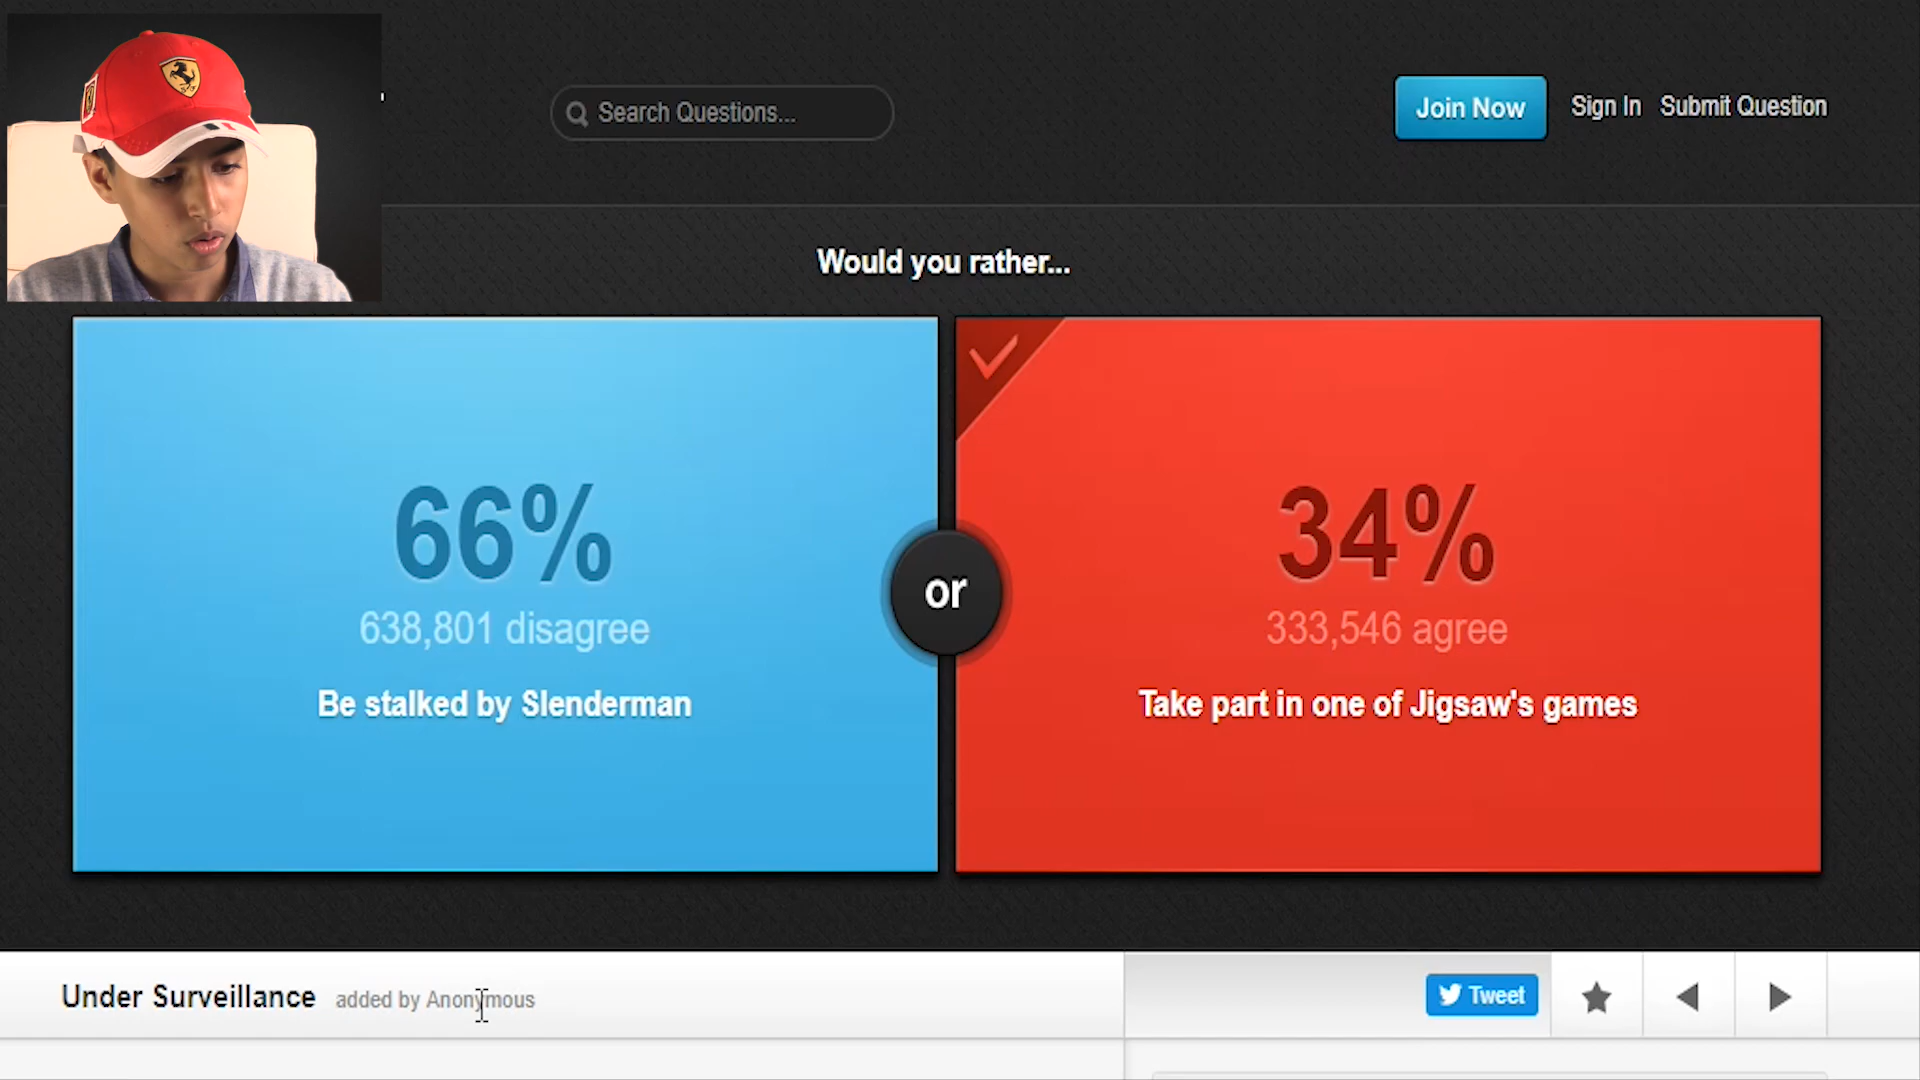 Search Questions...
Join Now
Sign In
Submit Question
Would you rather...
66%
638,801 disagree
Be stalked by Slenderman
or
34%
333,546 agree
Take part in one of Jigsaw's games
Under Surveillance added by Anonymous
Tweet